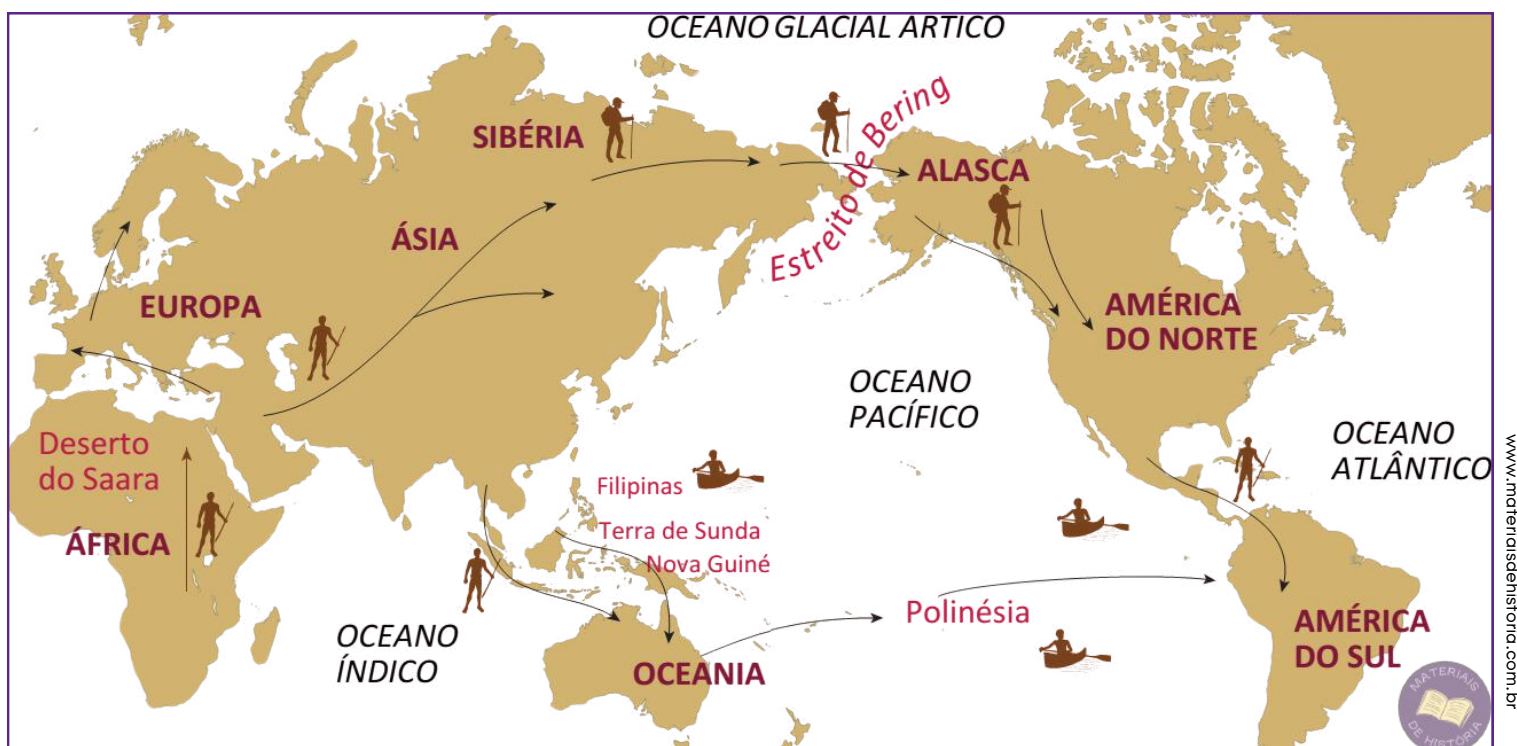 OCEANO GLACIAL ARTICO
SIBÉRIA
Estreito de Bering
ALASCA
ÁSIA
EUROPA
AMÉRICA
DO NORTE
OCEANO
PACÍFICO
Deserto
do Saara
OCEANO
ATLÂNTICO
Filipinas
ÁFRICA
Terra de Sunda
Nova Guiné
Polinésia
OCEANO
ÍNDICO
OCEANIA
AMÉRICA
DO SUL
MATERIAIS
DE HISTÓRIA
www.materiaisdehistoria.com.br